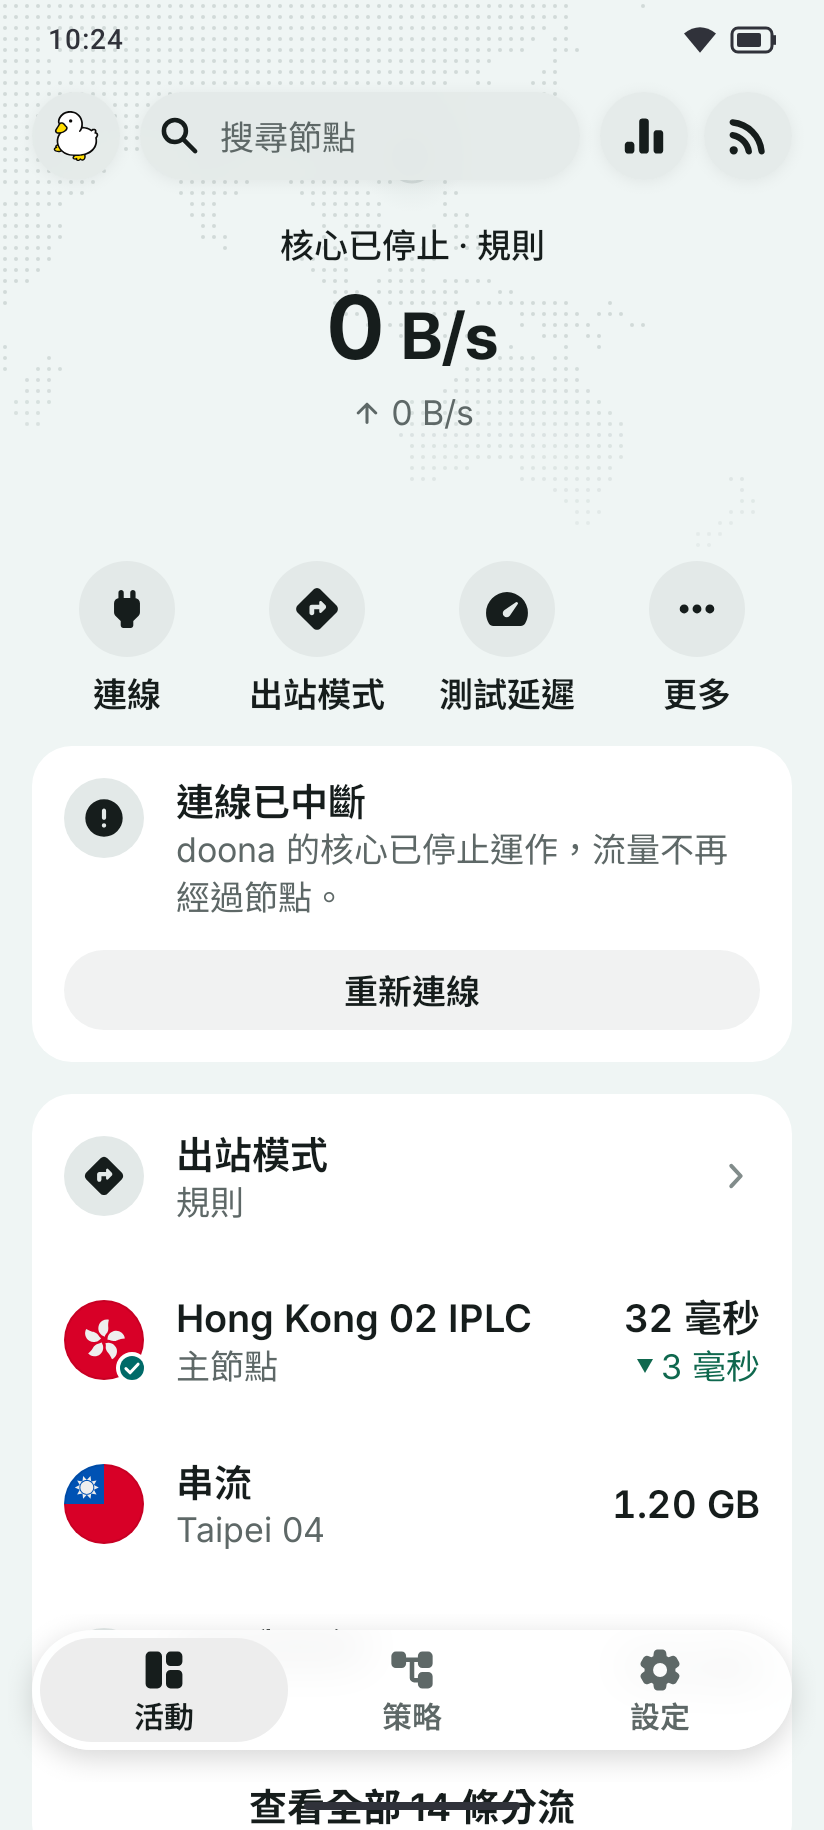 10:24
搜尋節點
核心已停止 · 規則
0 B/s
↑ 0 B/s
連線
出站模式
測試延遲
更多
連線已中斷
doona 的核心已停止運作，流量不再
經過節點。
重新連線
出站模式
規則
Hong Kong 02 IPLC
32 毫秒
主節點
▼3 毫秒
串流
1.20 GB
Taipei 04
活動
策略
設定
查看全部 14 條分流